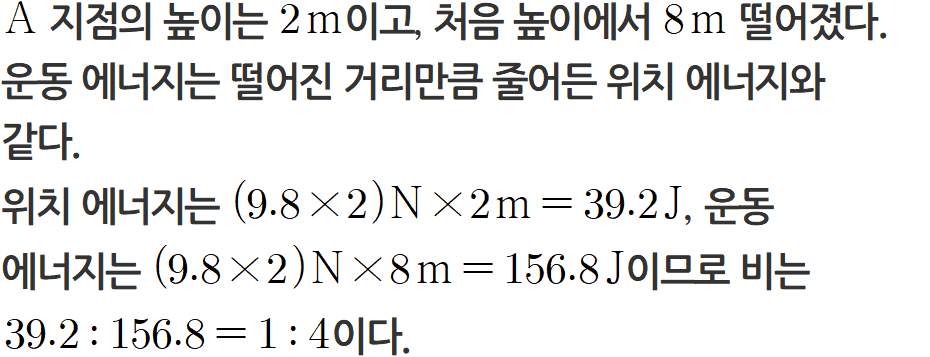 A 지점의 높이는 2m이고, 처음 높이에서 8m 떨어졌다.
운동 에너지는 떨어진 거리만큼 줄어든 위치 에너지와
같다.
위치 에너지는 (9.8×2)N×2m=39.2J, 운동
에너지는 (9.8×2)N×8m=156.8J이므로 비는
39.2:156.8=1:4이다.